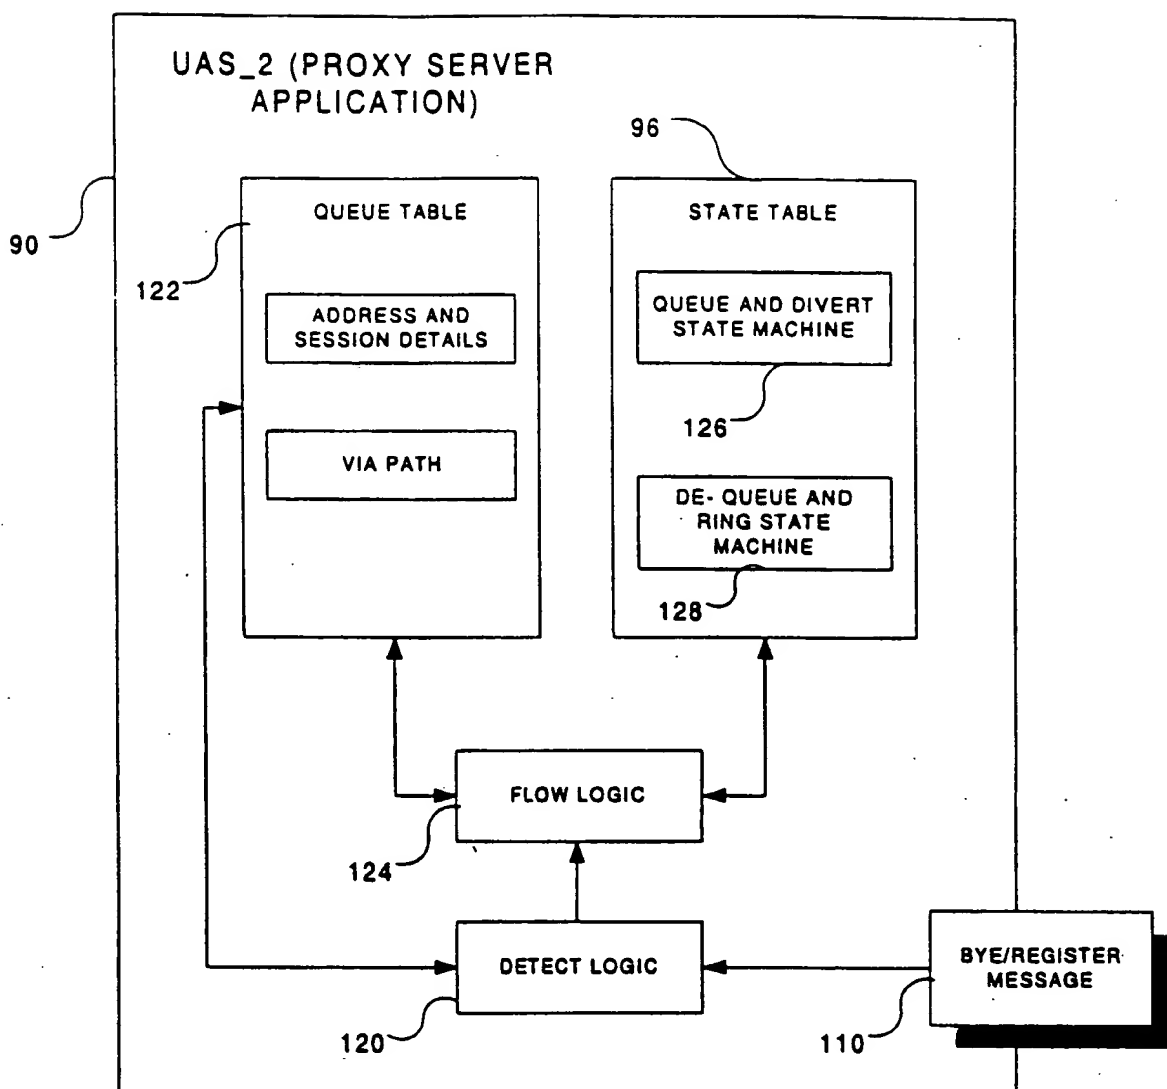 UAS_2 (PROXY SERVER
APPLICATION)
96
90
QUEUE TABLE
STATE TABLE
122
ADDRESS AND
SESSION DETAILS
QUEUE AND DIVERT
STATE MACHINE
126
VIA PATH
DE- QUEUE AND
RING STATE
MACHINE
128
FLOW LOGIC
124
DETECT LOGIC
BYE/REGISTER
MESSAGE
120
110